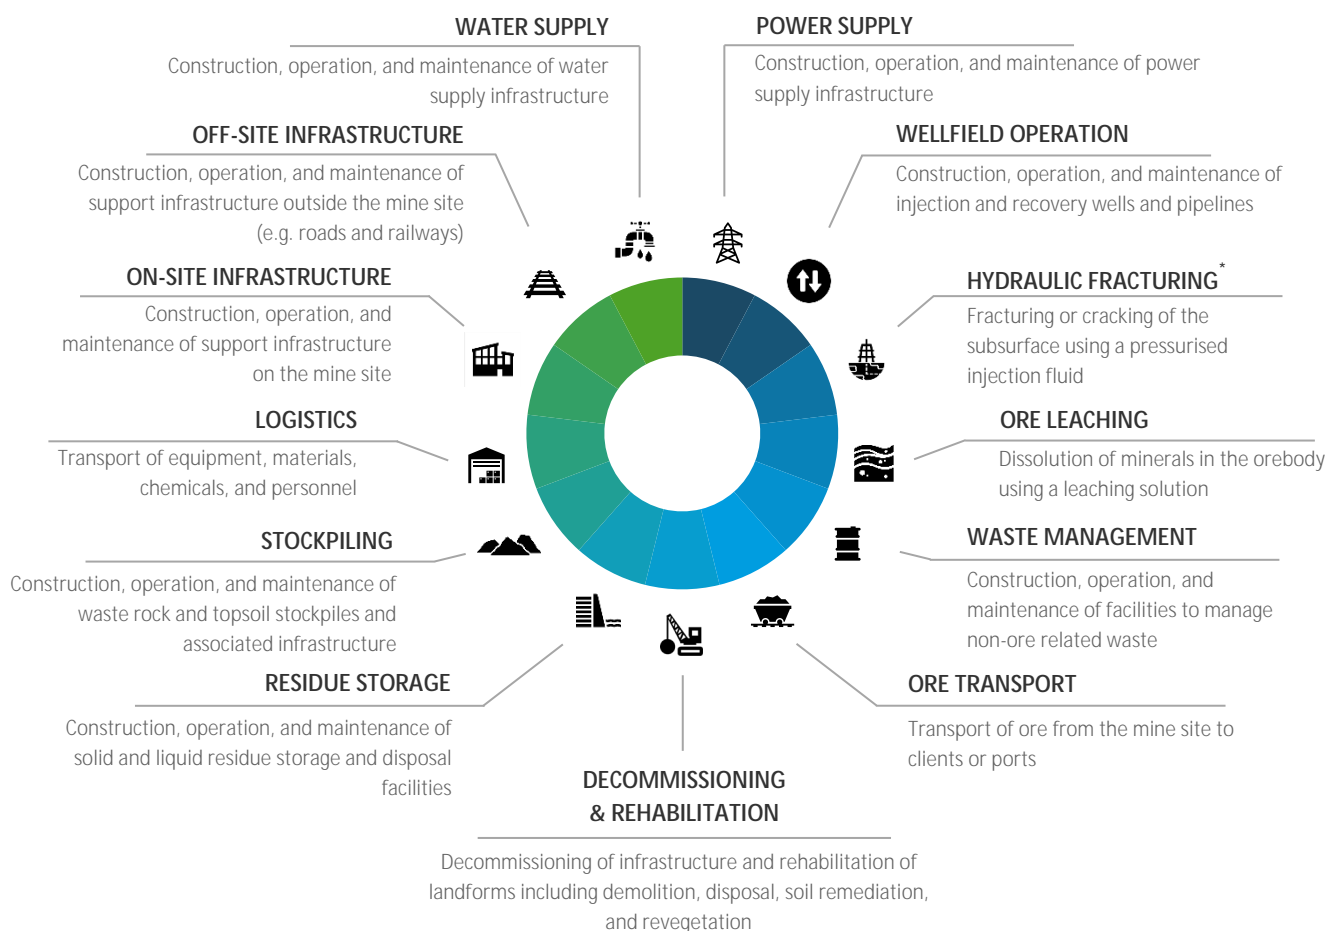 WATER SUPPLY
Construction, operation, and maintenance of water
supply infrastructure
POWER SUPPLY
Construction, operation, and maintenance of power
supply infrastructure
OFF-SITE INFRASTRUCTURE
Construction, operation, and maintenance of
support infrastructure outside the mine site
(e.g. roads and railways)
WELLFIELD OPERATION
Construction, operation, and maintenance of
injection and recovery wells and pipelines
ON-SITE INFRASTRUCTURE
Construction, operation, and
maintenance of support infrastructure
on the mine site
HYDRAULIC FRACTURING*
Fracturing or cracking of the
subsurface using a pressurised
injection fluid
LOGISTICS
Transport of equipment, materials,
chemicals, and personnel
ORE LEACHING
Dissolution of minerals in the orebody
using a leaching solution
STOCKPILING
Construction, operation, and maintenance of
waste rock and topsoil stockpiles and
associated infrastructure
WASTE MANAGEMENT
Construction, operation, and
maintenance of facilities to manage
non-ore related waste
RESIDUE STORAGE
Construction, operation, and maintenance of
solid and liquid residue storage and disposal
facilities
ORE TRANSPORT
Transport of ore from the mine site to
clients or ports
DECOMMISSIONING
& REHABILITATION
Decommissioning of infrastructure and rehabilitation of
landforms including demolition, disposal, soil remediation,
and revegetation